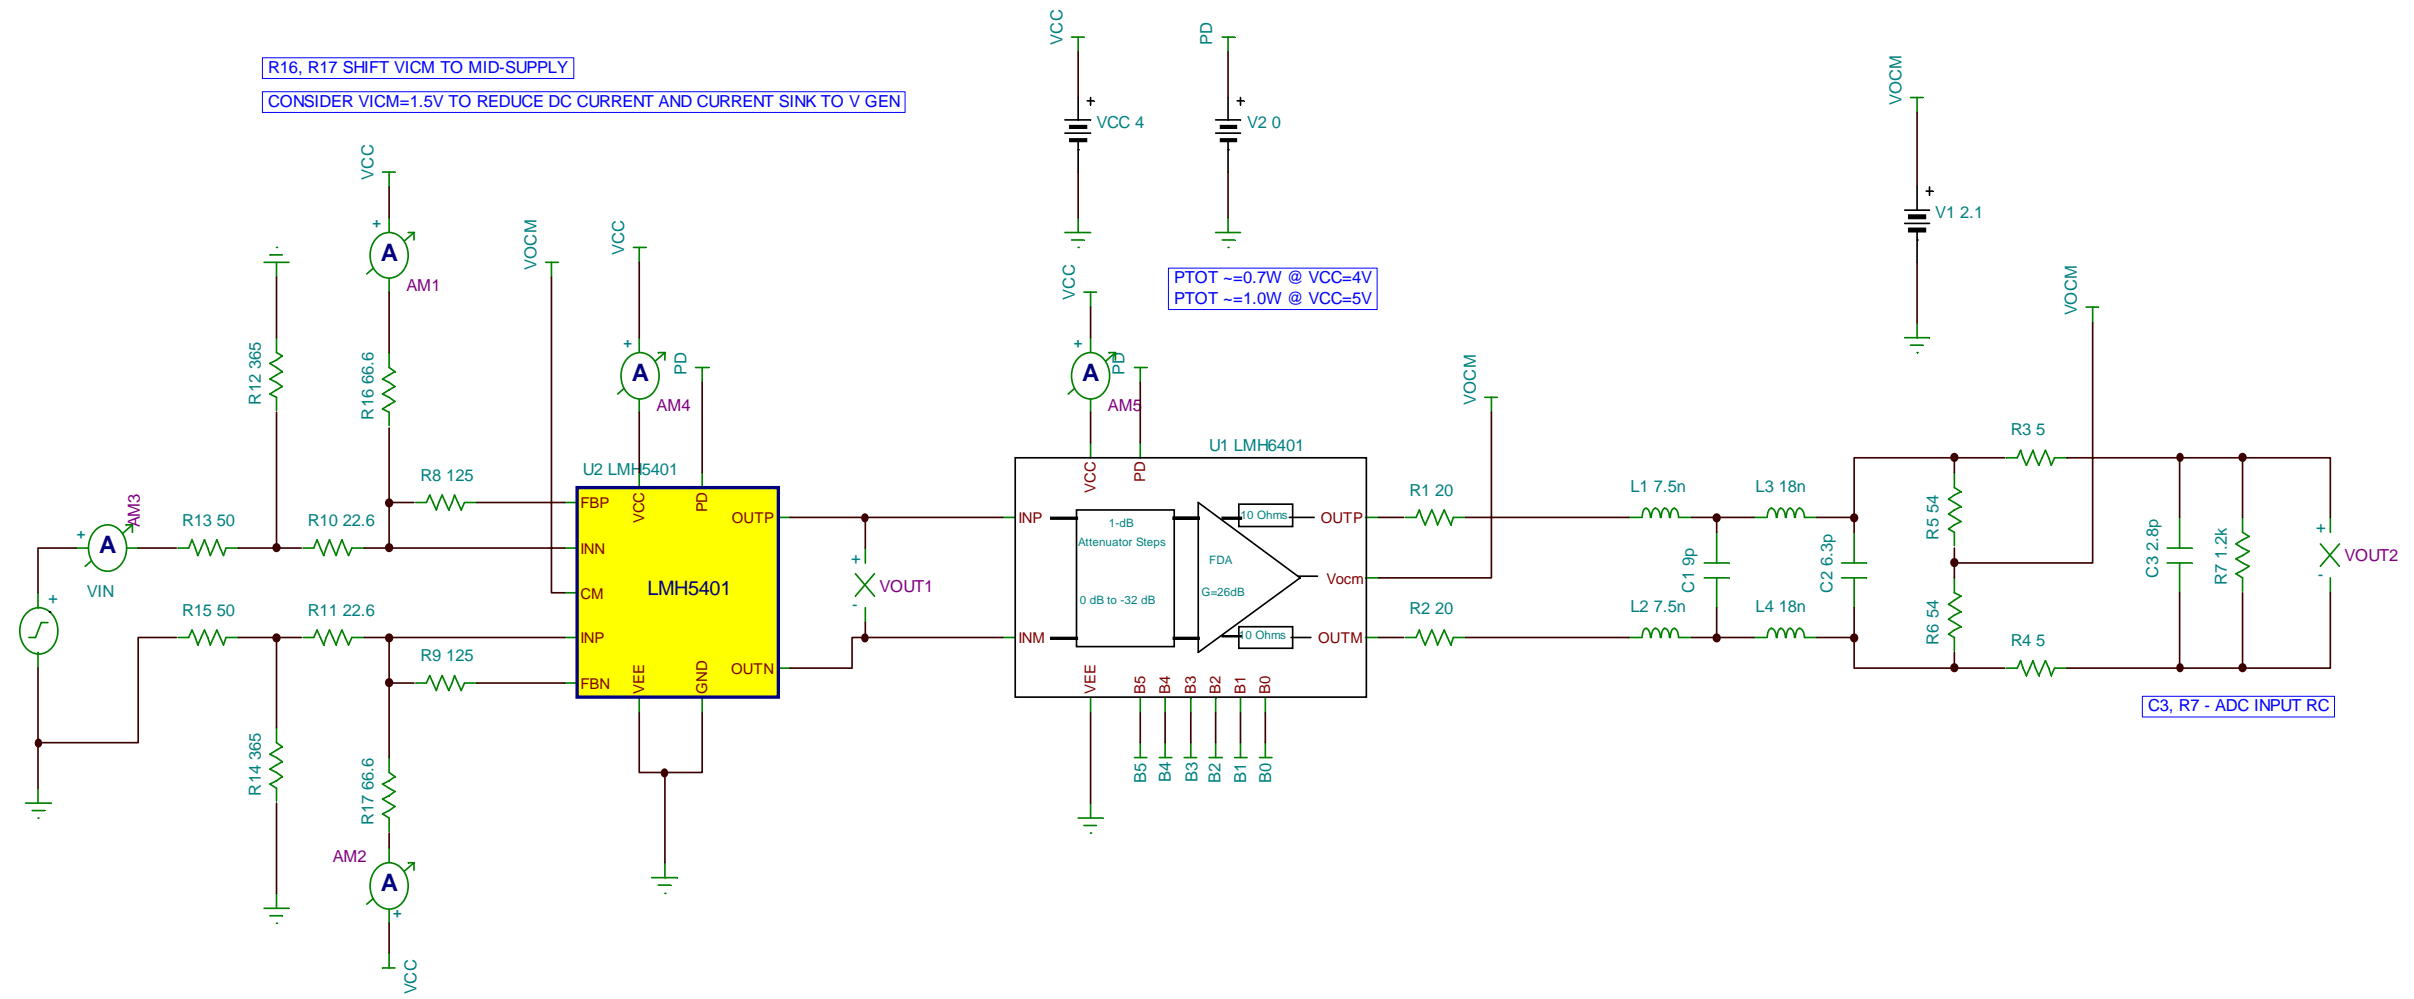 R16, R17 SHIFT VICM TO MID-SUPPLY
CONSIDER VICM=1.5V TO REDUCE DC CURRENT AND CURRENT SINK TO V GEN
VCC
PD
+
VCC 4
+
V2 0
VOCM
+
V1 2.1
PTOT ~=0.7W @ VCC=4V
PTOT ~=1.0W @ VCC=5V
VCC
+
A
AM1
R12 365
R16 66.6
VOCM
VCC
+
A
AM4
PD
VCC
+
A
AM5
PD
VOCM
VOCM
+
A
AM3
VIN
+
R13 50
R10 22.6
R8 125
R15 50
R11 22.6
R9 125
R14 365
R17 66.6
AM2
A
+
VCC
U2 LMH5401
FBP
VCC
PD
OUTP
INN
CM
LMH5401
INP
FBN
VEE
GND
OUTN
+
VOUT1
-
U1 LMH6401
VCC
PD
INP
1-dB
Attenuator Steps
0 dB to -32 dB
FDA
G=26dB
10 Ohms
OUTP
Vocm
10 Ohms
OUTM
INM
VEE
B5
B4
B3
B2
B1
B0
B5
B4
B3
B2
B1
B0
R1 20
R2 20
L1 7.5n
L3 18n
C1 9p
C2 6.3p
L2 7.5n
L4 18n
R3 5
R5 54
R6 54
R4 5
C3 2.8p
R7 1.2k
+
VOUT2
-
C3, R7 - ADC INPUT RC